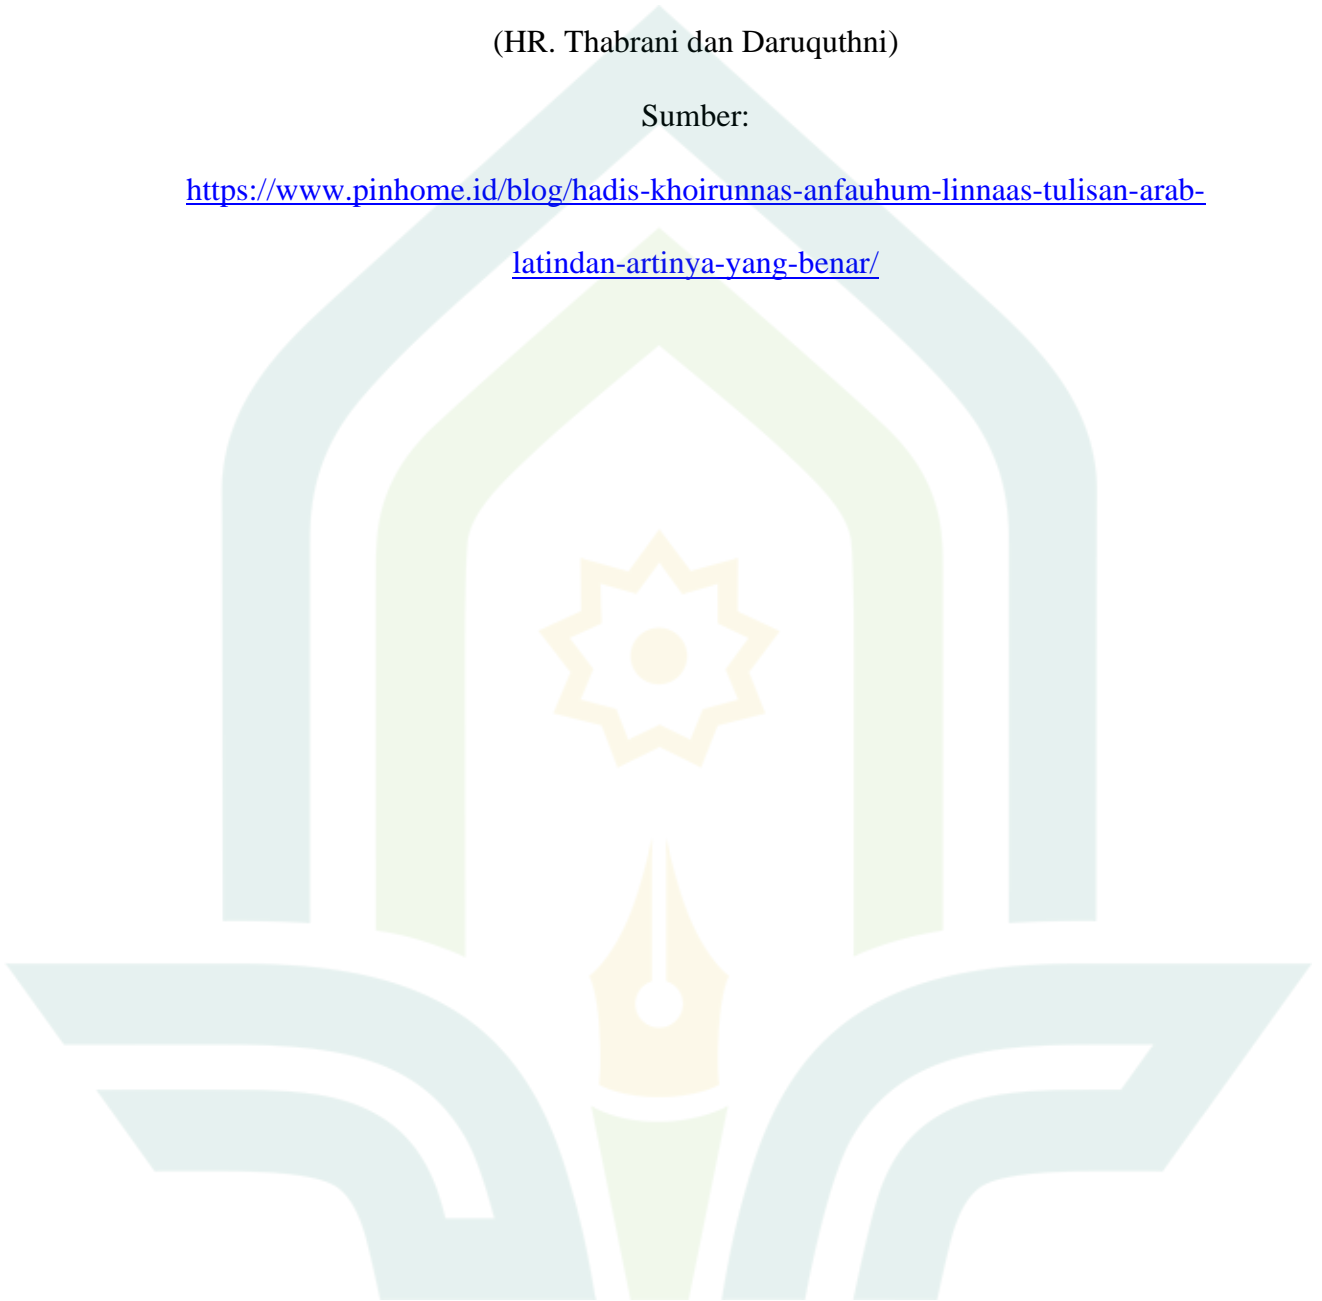 (HR. Thabrani dan Daruquthni)
Sumber:
https://www.pinhome.id/blog/hadis-khoirunnas-anfauhum-linnaas-tulisan-arab-
latindan-artinya-yang-benar/